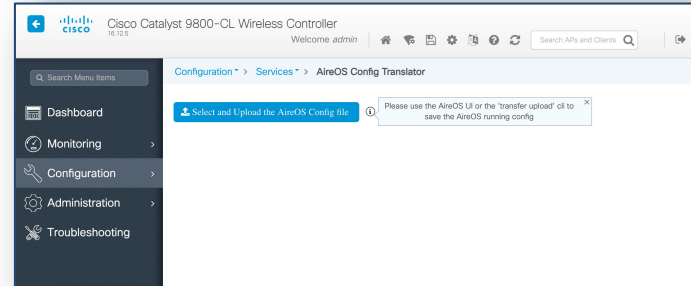 CISCO
Cisco Catalyst 9800-CL Wireless Controller
16.12.5
Welcome admin
Search APs and Clients
Search Menu Items
Configuration > Services > AireOS Config Translator
Select and Upload the AireOS Config file
Please use the AireOS UI or the 'transfer upload' cli to
save the AireOS running config
Dashboard
Monitoring
Configuration
Administration
Troubleshooting